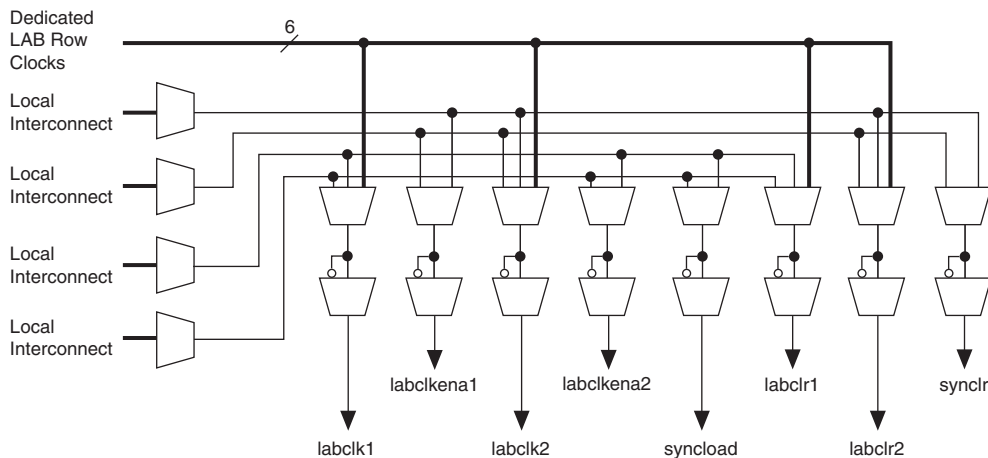 Dedicated
LAB Row
Clocks
6
Local
Interconnect
Local
Interconnect
Local
Interconnect
Local
Interconnect
labclkena1
labclkena2
labclr1
synclr
labclk1
labclk2
syncload
labclr2